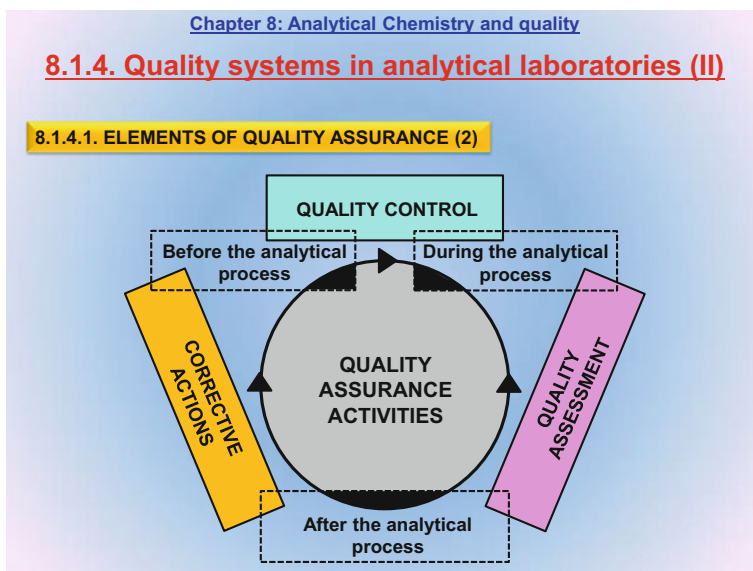 Chapter 8: Analytical Chemistry and quality
8.1.4. Quality systems in analytical laboratories (II)
8.1.4.1. ELEMENTS OF QUALITY ASSURANCE (2)
QUALITY CONTROL
Before the analytical
process
During the analytical
process
CORRECTIVE
ACTIONS
QUALITY
ASSURANCE
ACTIVITIES
QUALITY
ASSESSMENT
After the analytical
process